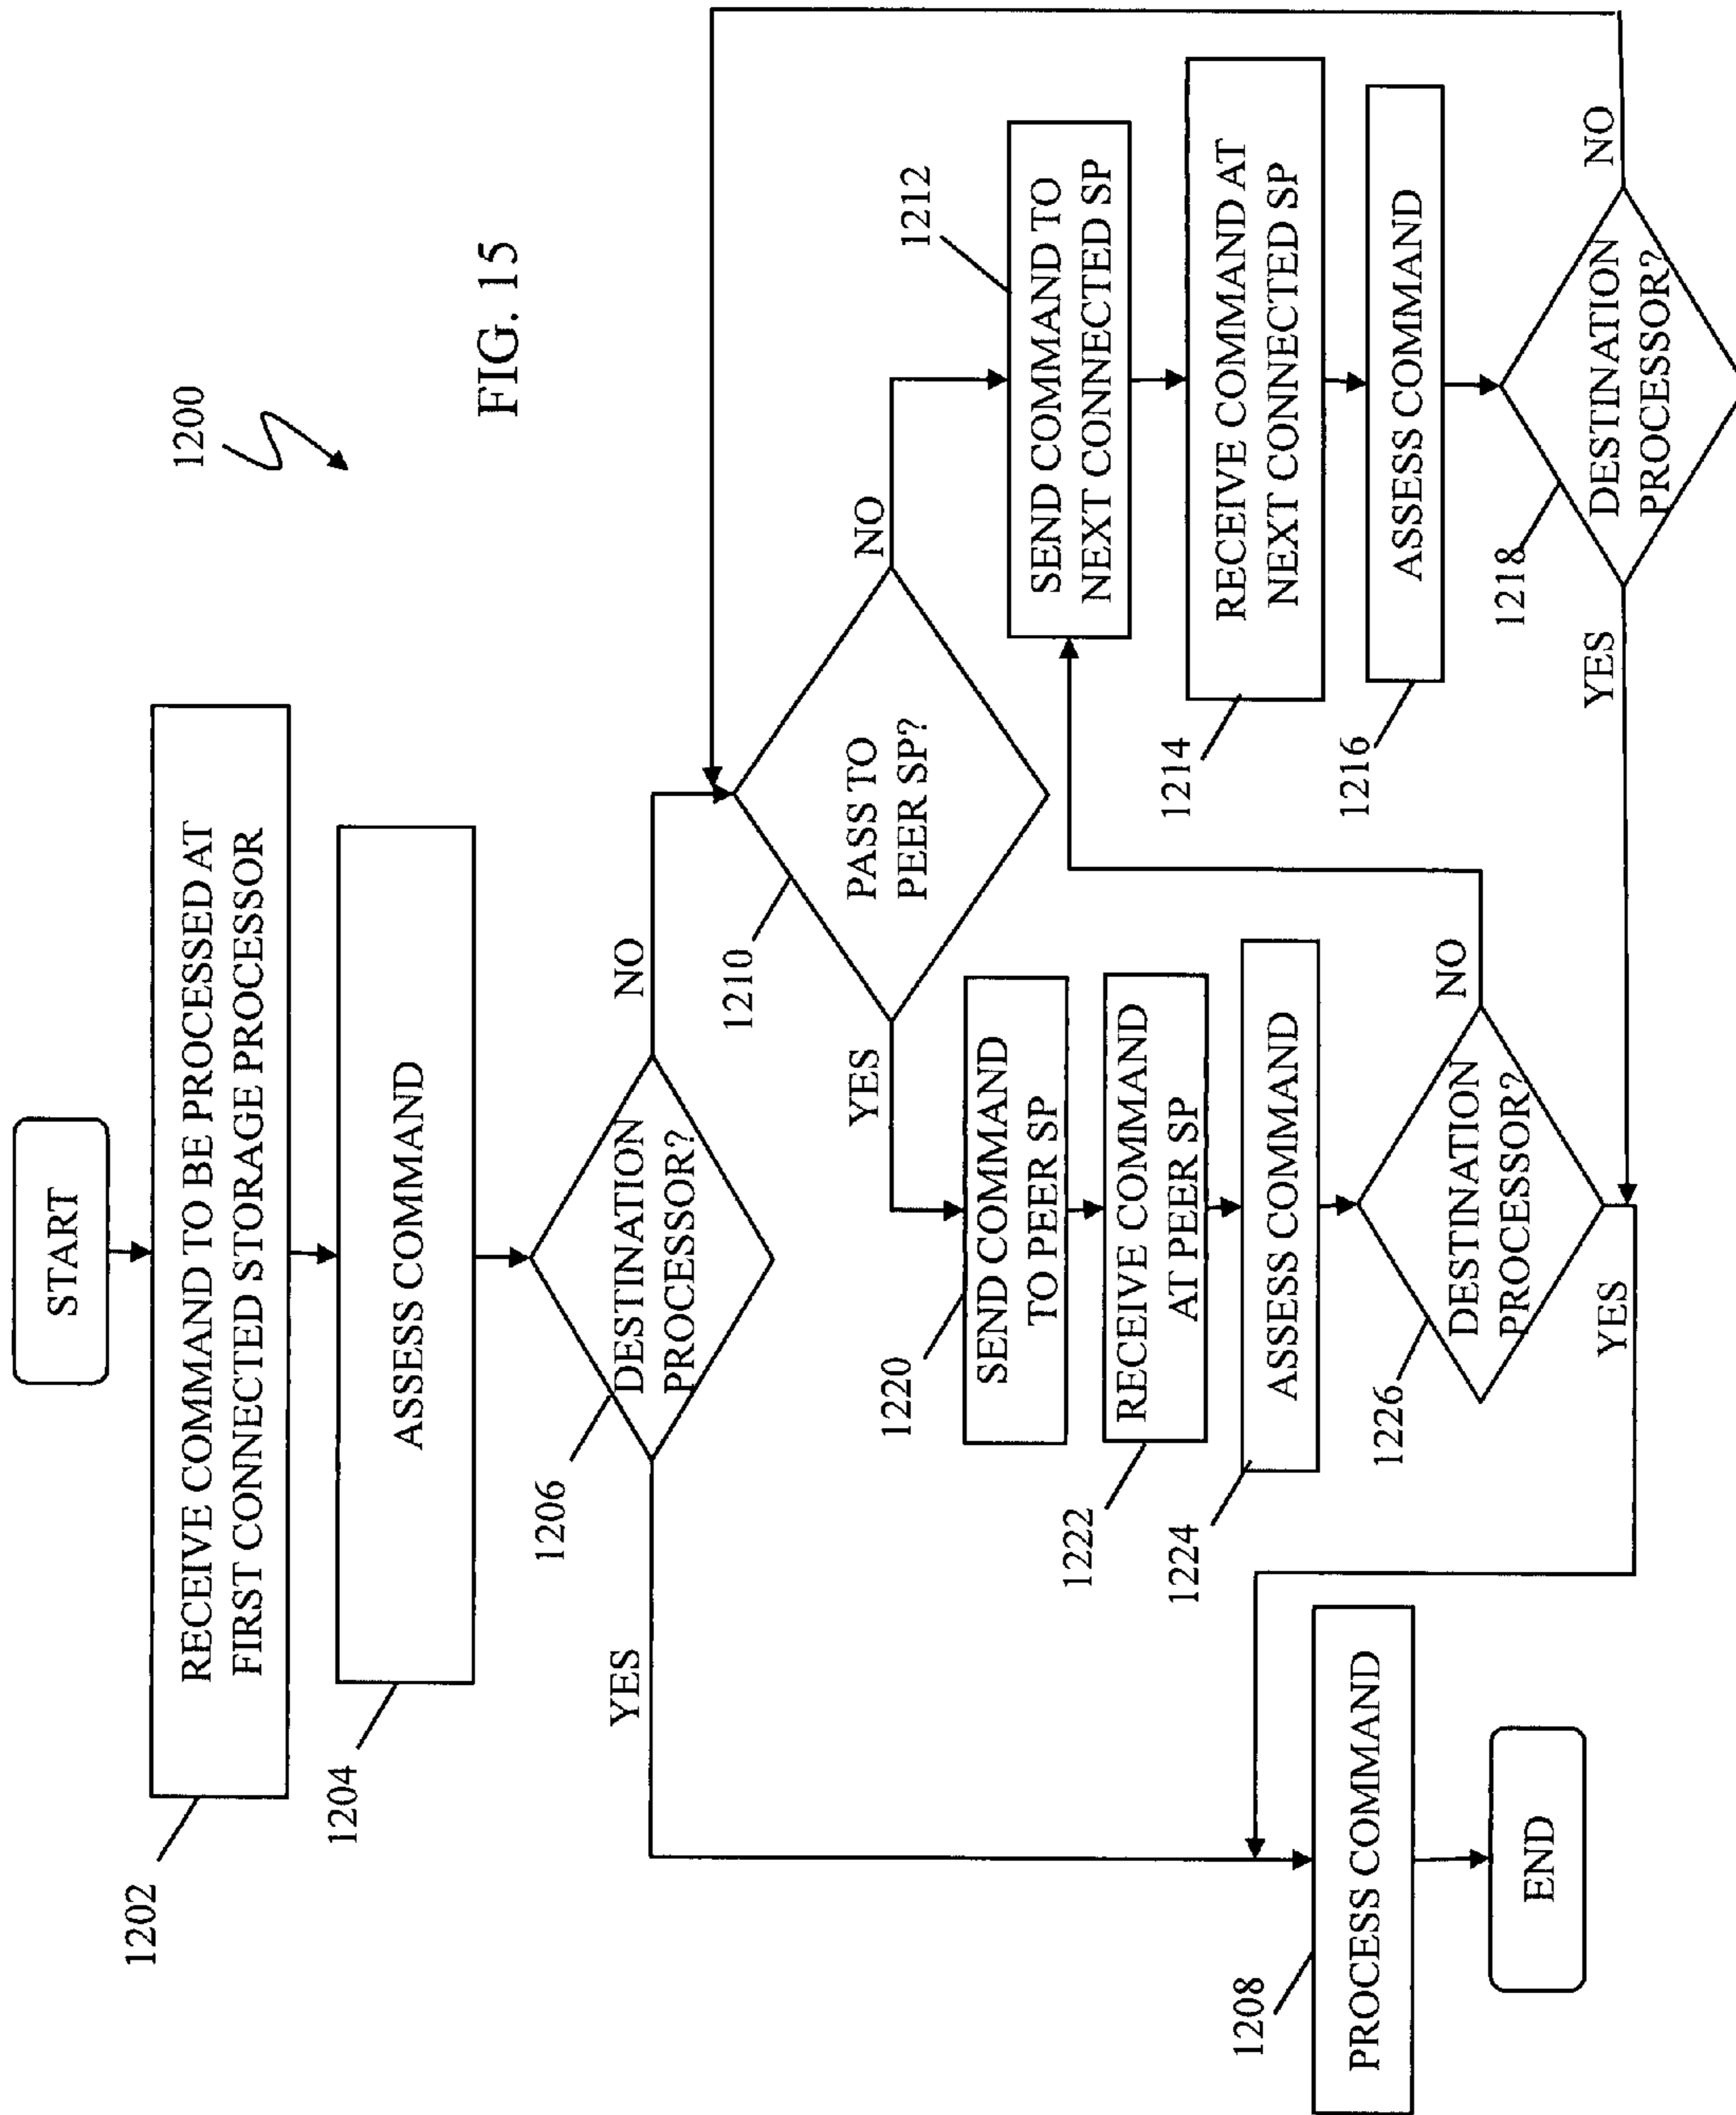 START
1200
FIG. 15
1202
RECEIVE COMMAND TO BE PROCESSED AT
FIRST CONNECTED STORAGE PROCESSOR
1204
ASSESS COMMAND
1206
DESTINATION
PROCESSOR?
YES
NO
1210
PASS TO
PEER SP?
YES
NO
1220
SEND COMMAND
TO PEER SP
1212
SEND COMMAND TO
NEXT CONNECTED SP
1222
RECEIVE COMMAND
AT PEER SP
1214
RECEIVE COMMAND AT
NEXT CONNECTED SP
1224
ASSESS COMMAND
1216
ASSESS COMMAND
1226
DESTINATION
PROCESSOR?
NO
YES
1218
DESTINATION
PROCESSOR?
YES
NO
1208
PROCESS COMMAND
END